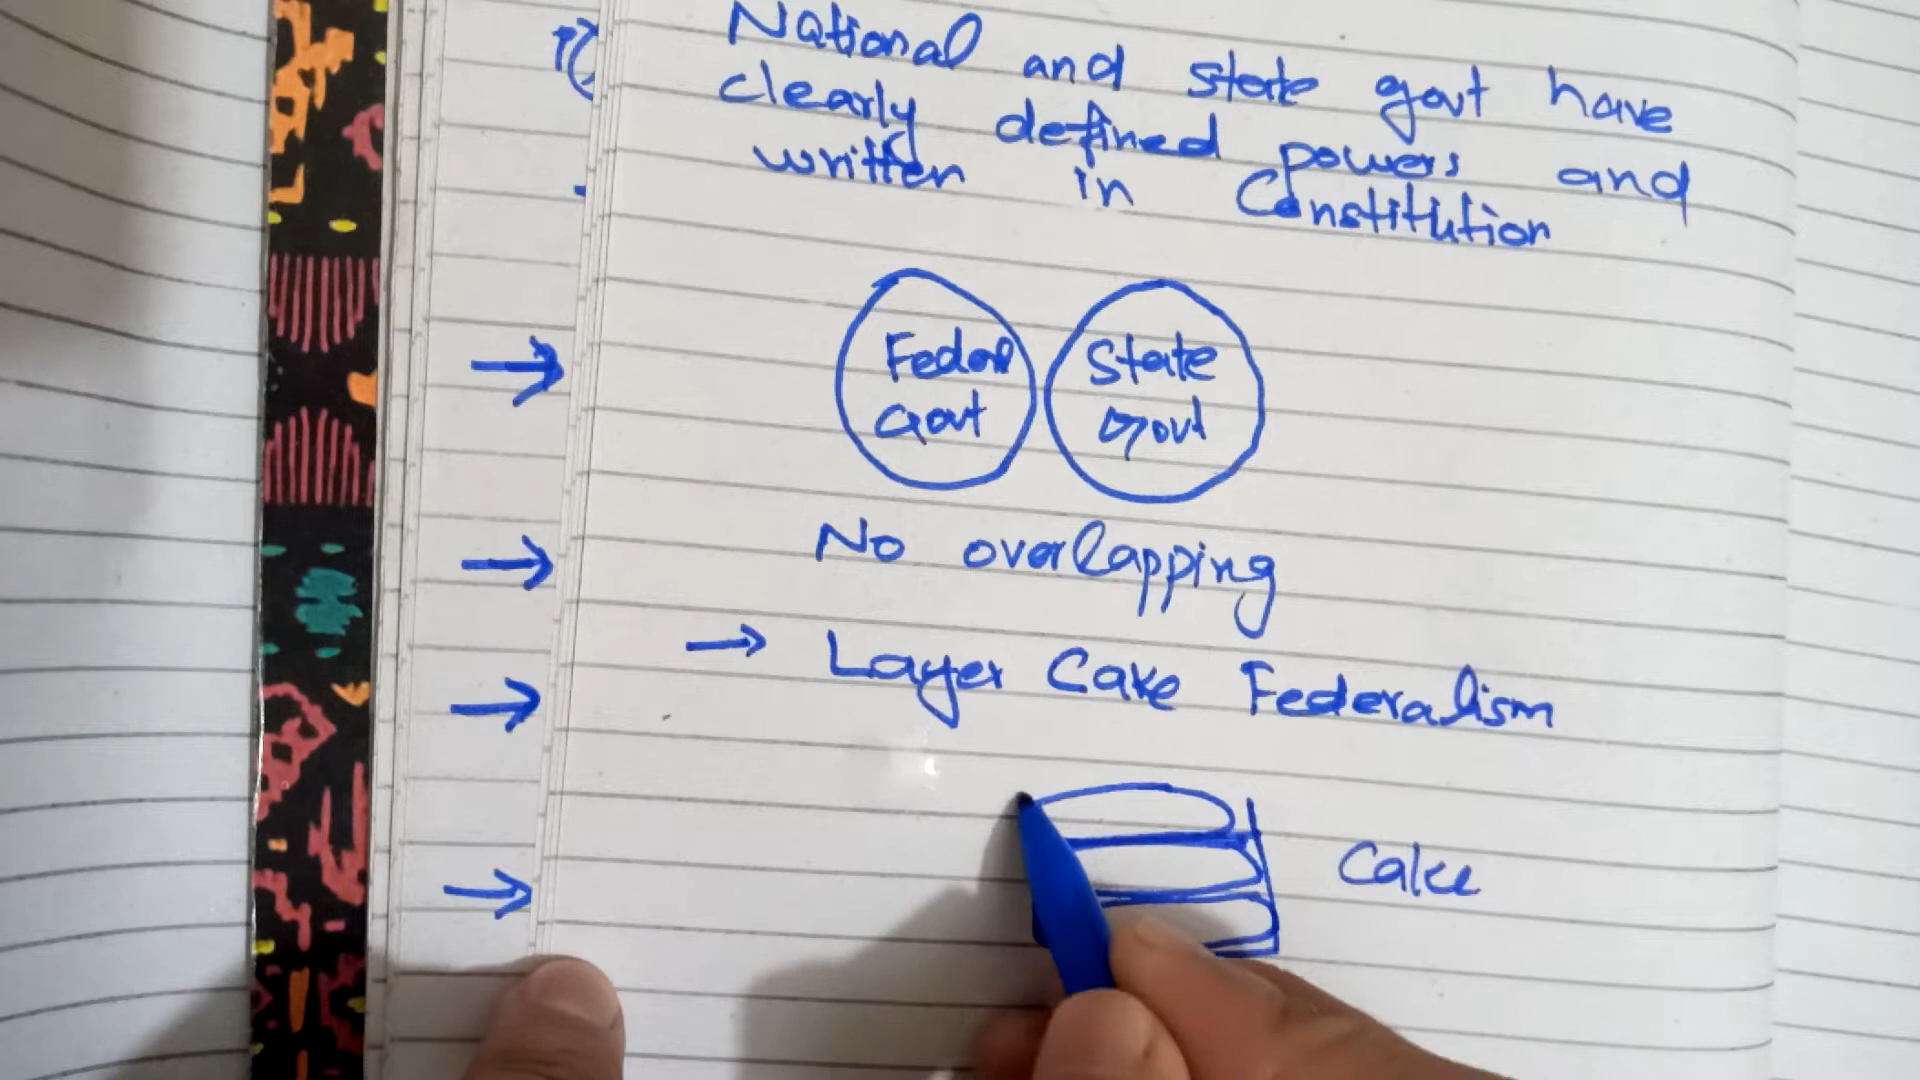 National and state govt have
clearly defined powers and
written in Constitution
Federal State
Govt govt
No overlapping
→ Layer Cake Federalism
Cake